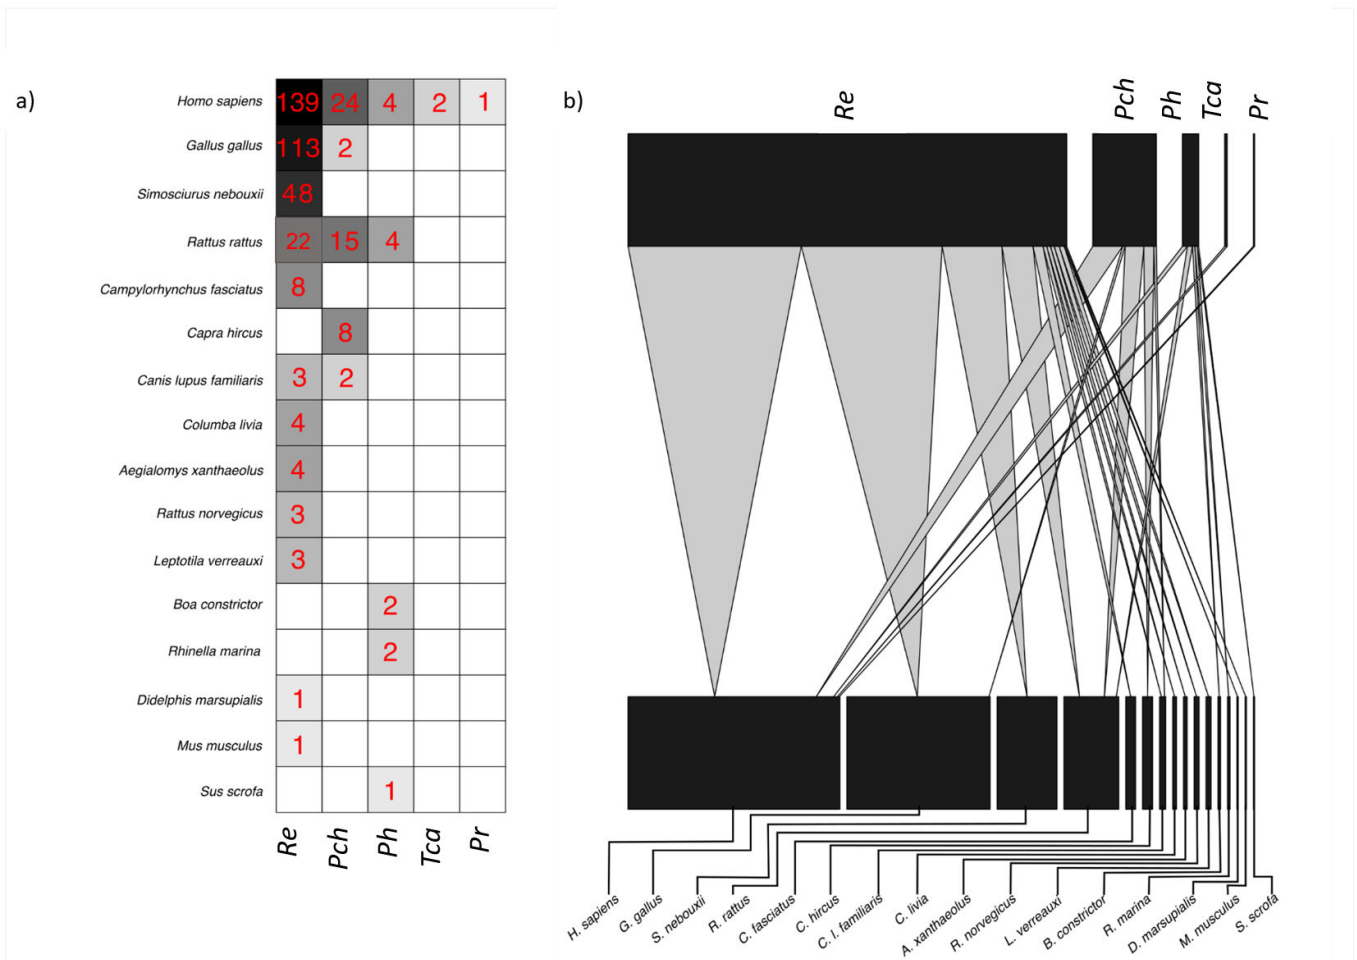 a)
Homo sapiens 139 24 4 2 1
Gallus gallus 113 2
Simosciurus nebouxii 48
Rattus rattus 22 15 4
Campylorhynchus fasciatus 8
Capra hircus 8
Canis lupus familiaris 3 2
Columba livia 4
Aegialomys xanthaeolus 4
Rattus norvegicus 3
Leptotila verreauxi 3
Boa constrictor 2
Rhinella marina 2
Didelphis marsupialis 1
Mus musculus 1
Sus scrofa 1
Re Pch Ph Tca Pr
b)
Re Pch Ph Tca Pr
H. sapiens
G. gallus
S. nebouxii
R. rattus
C. fasciatus
C. hircus
C. l. familiaris
C. livia
A. xanthaeolus
R. norvegicus
L. verreauxi
B. constrictor
R. marina
D. marsupialis
M. musculus
S. scrofa